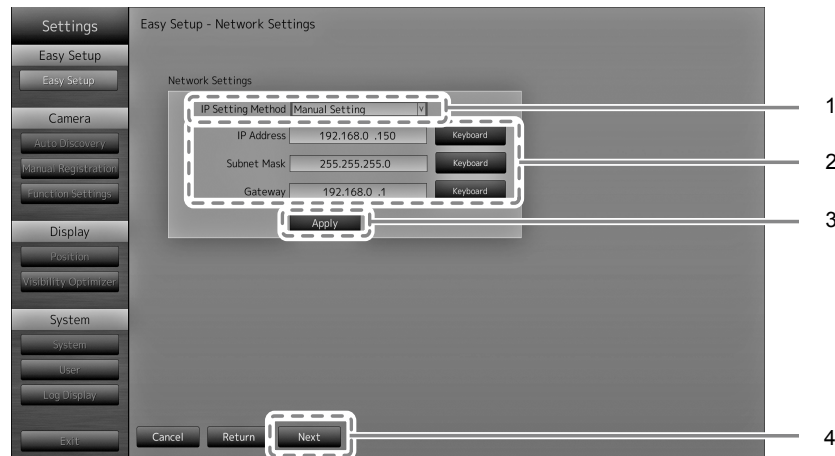 Settings
Easy Setup
Easy Setup
Camera
Auto Discovery
Manual Registration
Function Settings
Display
Position
Visibility Optimizer
System
System
User
Log Display
Exit
Easy Setup - Network Settings
Network Settings
IP Setting Method Manual Setting
IP Address 192.168.0 .150 Keyboard
Subnet Mask 255.255.255.0 Keyboard
Gateway 192.168.0 .1 Keyboard
Apply
Cancel Return Next
1
2
3
4